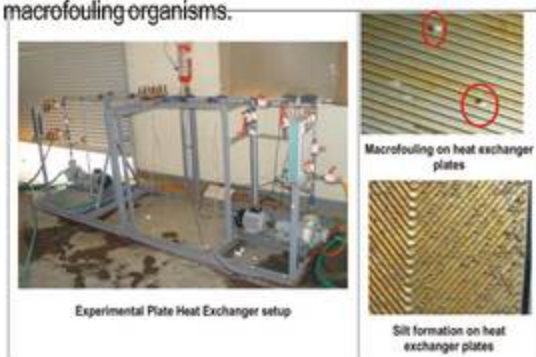 macrofouling organisms.
Macrofouling on heat exchanger
plates
Experimental Plate Heat Exchanger setup
Silt formation on heat
exchanger plates